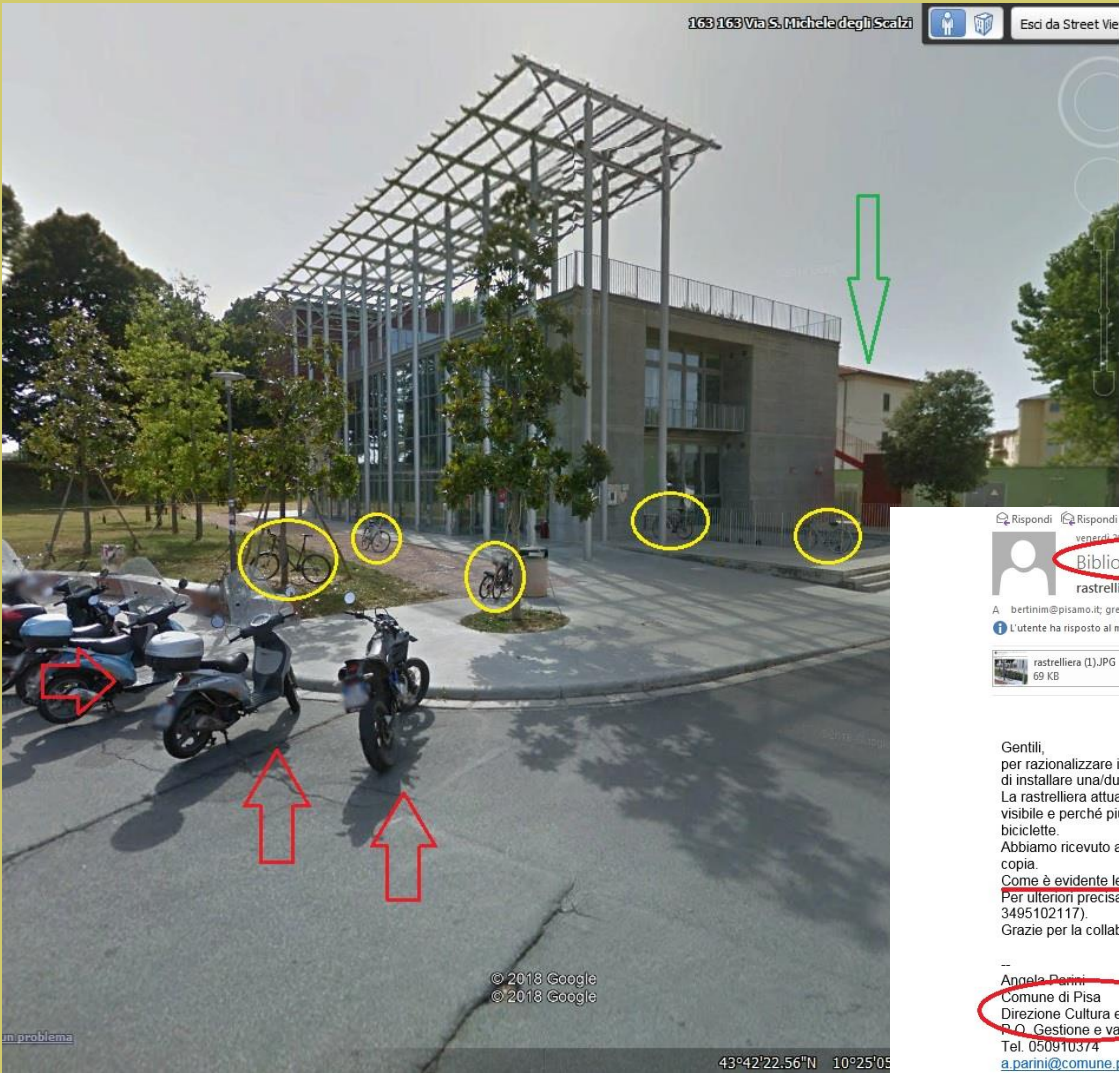 163 163 Via S. Michele degli Scalzi
Esci da Street Vie
Rispondi Rispondi
venerdì
Biblio
rastrelli
A bertinim@pisamo.it; gre
L'utente ha risposto al m
rastrelliera (1).JPG
69 KB
Gentili,
per razionalizzare i
di installare una/du
La rastrelliera attua
visibile e perché più
biciclette.
Abbiamo ricevuto a
copia.
Come è evidente le
Per ulteriori precisa
3495102117).
Grazie per la collab
--
Angela Parini
Comune di Pisa
Direzione Cultura e
P.O. Gestione e va
Tel. 050910374
a.parini@comune.p
© 2018 Google
© 2018 Google
un problema
43°42'22.56"N 10°25'05